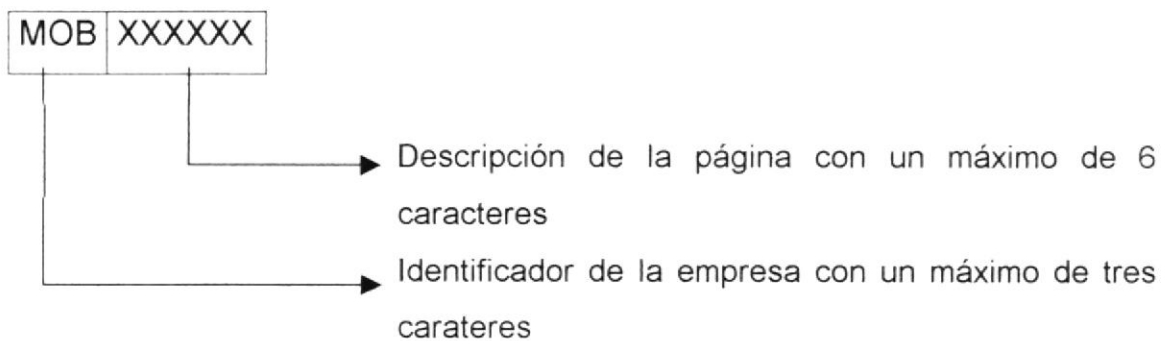 MOB XXXXXX
Descripción de la página con un máximo de 6
caracteres
Identificador de la empresa con un máximo de tres
carateres